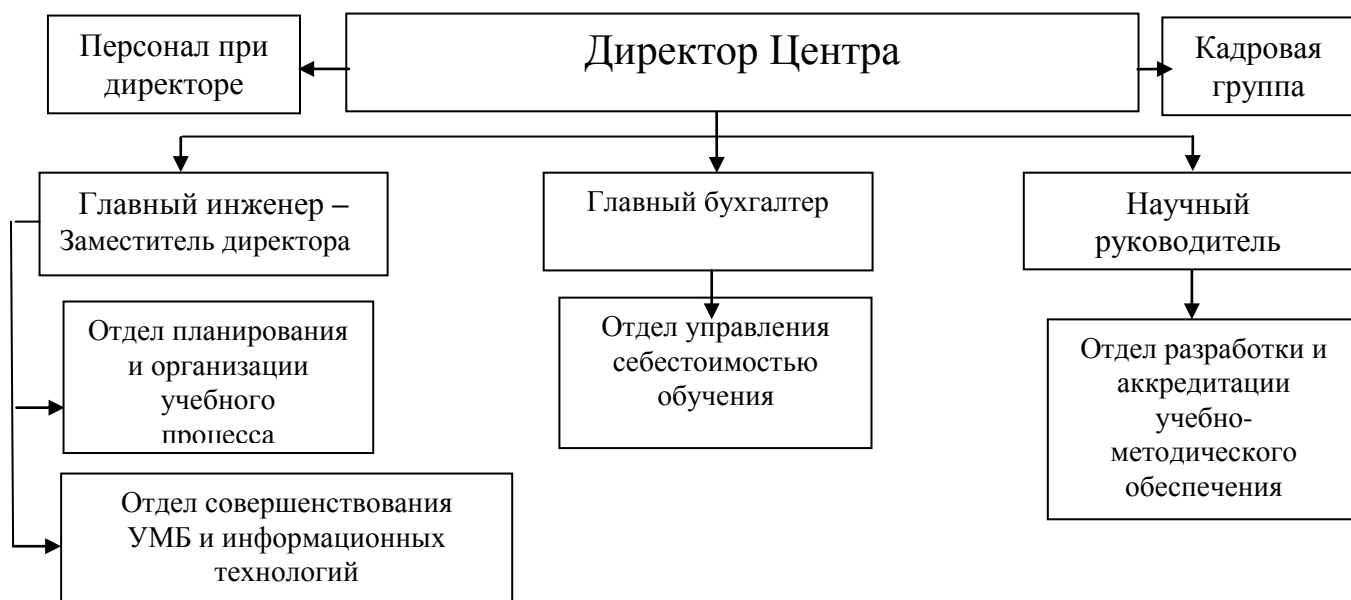 Персонал при
директоре
Директор Центра
Кадровая
группа
Главный инженер –
Заместитель директора
Главный бухгалтер
Научный
руководитель
Отдел планирования
и организации
учебного
процесса
Отдел управления
себестоимостью
обучения
Отдел разработки и
аккредитации
учебно-
методического
обеспечения
Отдел совершенствования
УМБ и информационных
технологий